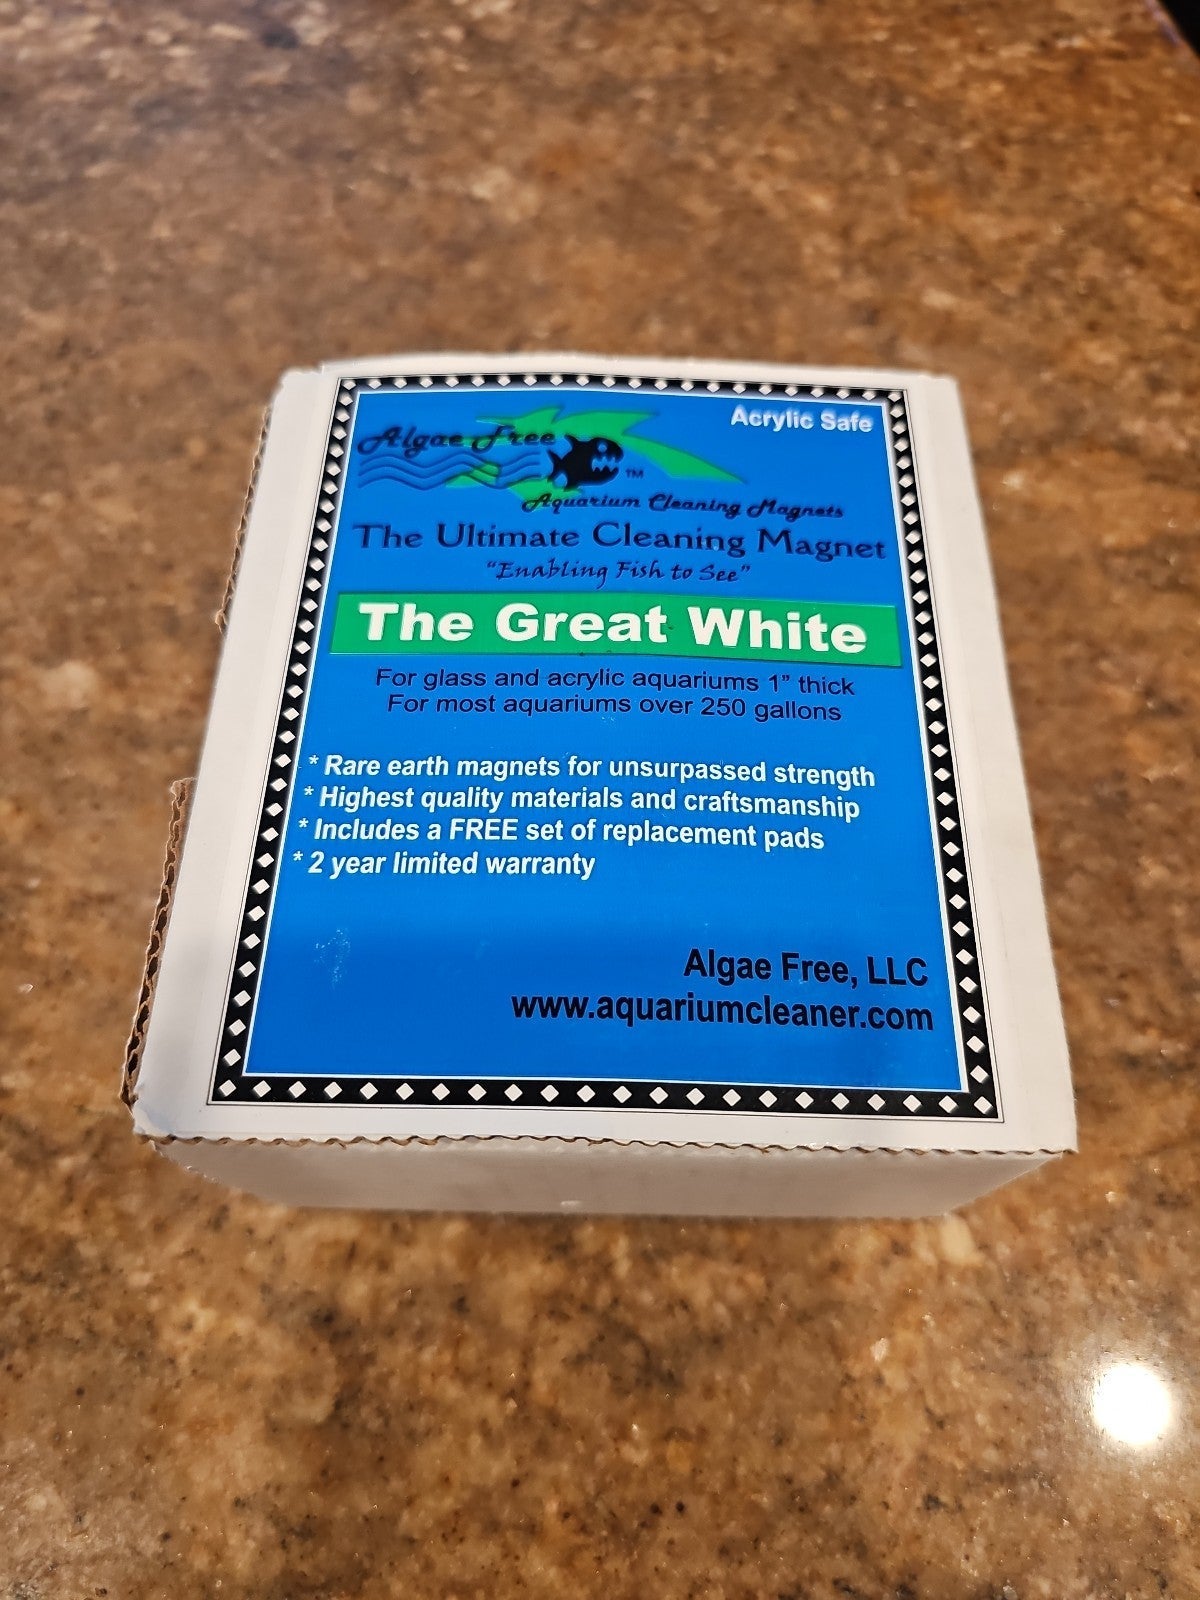 Acrylic Safe
Algae Free
TM
Aquarium Cleaning Magnets
The Ultimate Cleaning Magnet
"Enabling Fish to See"
The Great White
For glass and acrylic aquariums 1” thick
For most aquariums over 250 gallons
* Rare earth magnets for unsurpassed strength
* Highest quality materials and craftsmanship
* Includes a FREE set of replacement pads
* 2 year limited warranty
Algae Free, LLC
www.aquariumcleaner.com